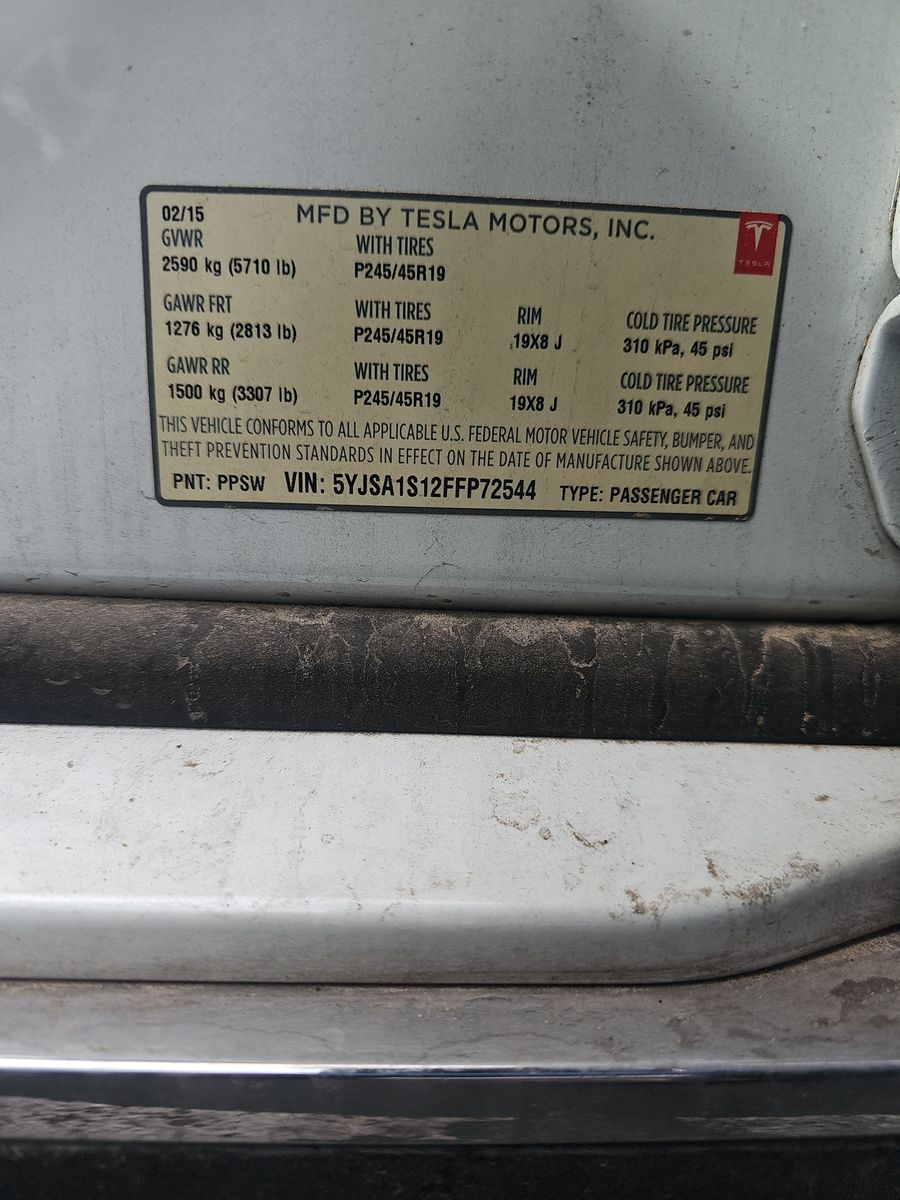 02/15 MFD BY TESLA MOTORS, INC.
TESLA
GVWR WITH TIRES
2590 kg (5710 lb) P245/45R19
GAWR FRT WITH TIRES RIM COLD TIRE PRESSURE
1276 kg (2813 lb) P245/45R19 19X8 J 310 kPa, 45 psi
GAWR RR WITH TIRES RIM COLD TIRE PRESSURE
1500 kg (3307 lb) P245/45R19 19X8 J 310 kPa, 45 psi
THIS VEHICLE CONFORMS TO ALL APPLICABLE U.S. FEDERAL MOTOR VEHICLE SAFETY, BUMPER, AND
THEFT PREVENTION STANDARDS IN EFFECT ON THE DATE OF MANUFACTURE SHOWN ABOVE.
PNT: PPSW VIN: 5YJSA1S12FFP72544 TYPE: PASSENGER CAR